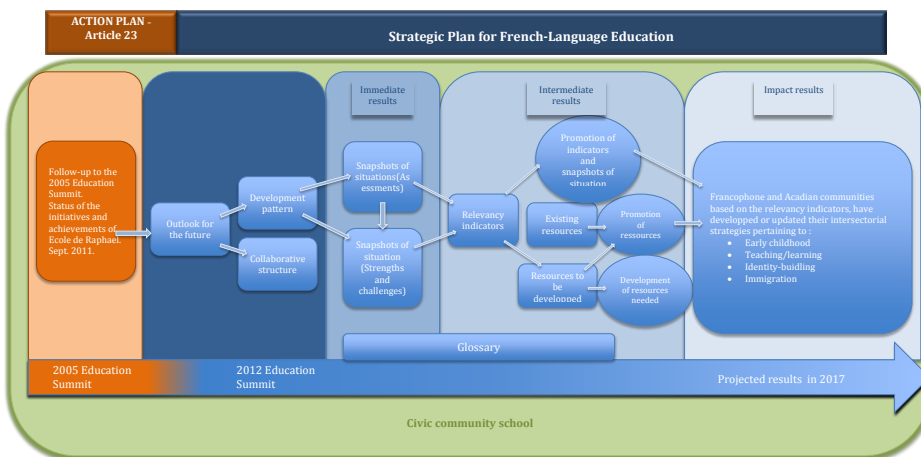 ACTION PLAN -
Article 23
Strategic Plan for French-Language Education
Immediate
results
Intermediate
results
Impact results
Follow-up to the
2005 Education
Summit.
Status of the
initiatives and
achievements of
Ecole de Raphael.
Sept. 2011.
Outlook for
the future
Development
pattern
Collaborative
structure
Snapshots of
situations(As
essments)
Snapshots of
situation
(Strengths
and
challenges)
Relevancy
indicators
Promotion of
indicators
and
snapshots of
situation
Existing
resources
Promotion
of
ressources
Resources to
be
developped
Development
of resources
needed
Francophone and Acadian communities
based on the relevancy indicators, have
developped or updated their intersectorial
strategies pertaining to :
• Early childhood
• Teaching/learning
• Identity-buidling
• Immigration
Glossary
2005 Education
Summit
2012 Education
Summit
Projected results in 2017
Civic community school